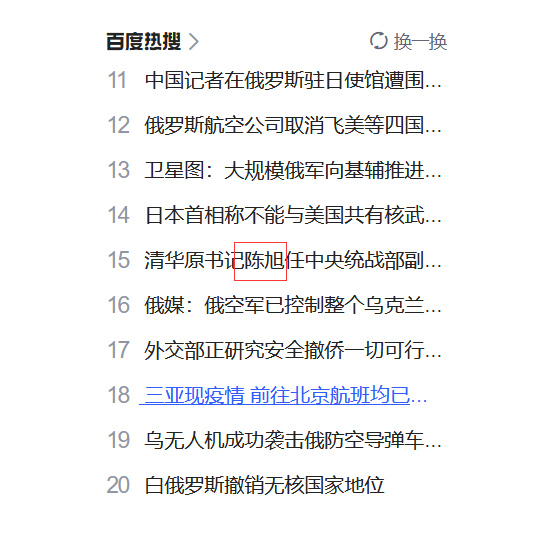 百度热搜 换一换
11 中国记者在俄罗斯驻日使馆遭围...
12 俄罗斯航空公司取消飞美等四国...
13 卫星图：大规模俄军向基辅推进...
14 日本首相称不能与美国共有核武...
15 清华原书记陈旭任中央统战部副...
16 俄媒：俄空军已控制整个乌克兰...
17 外交部正研究安全撤侨一切可行...
18 三亚现疫情 前往北京航班均已...
19 乌无人机成功袭击俄防空导弹车...
20 白俄罗斯撤销无核国家地位